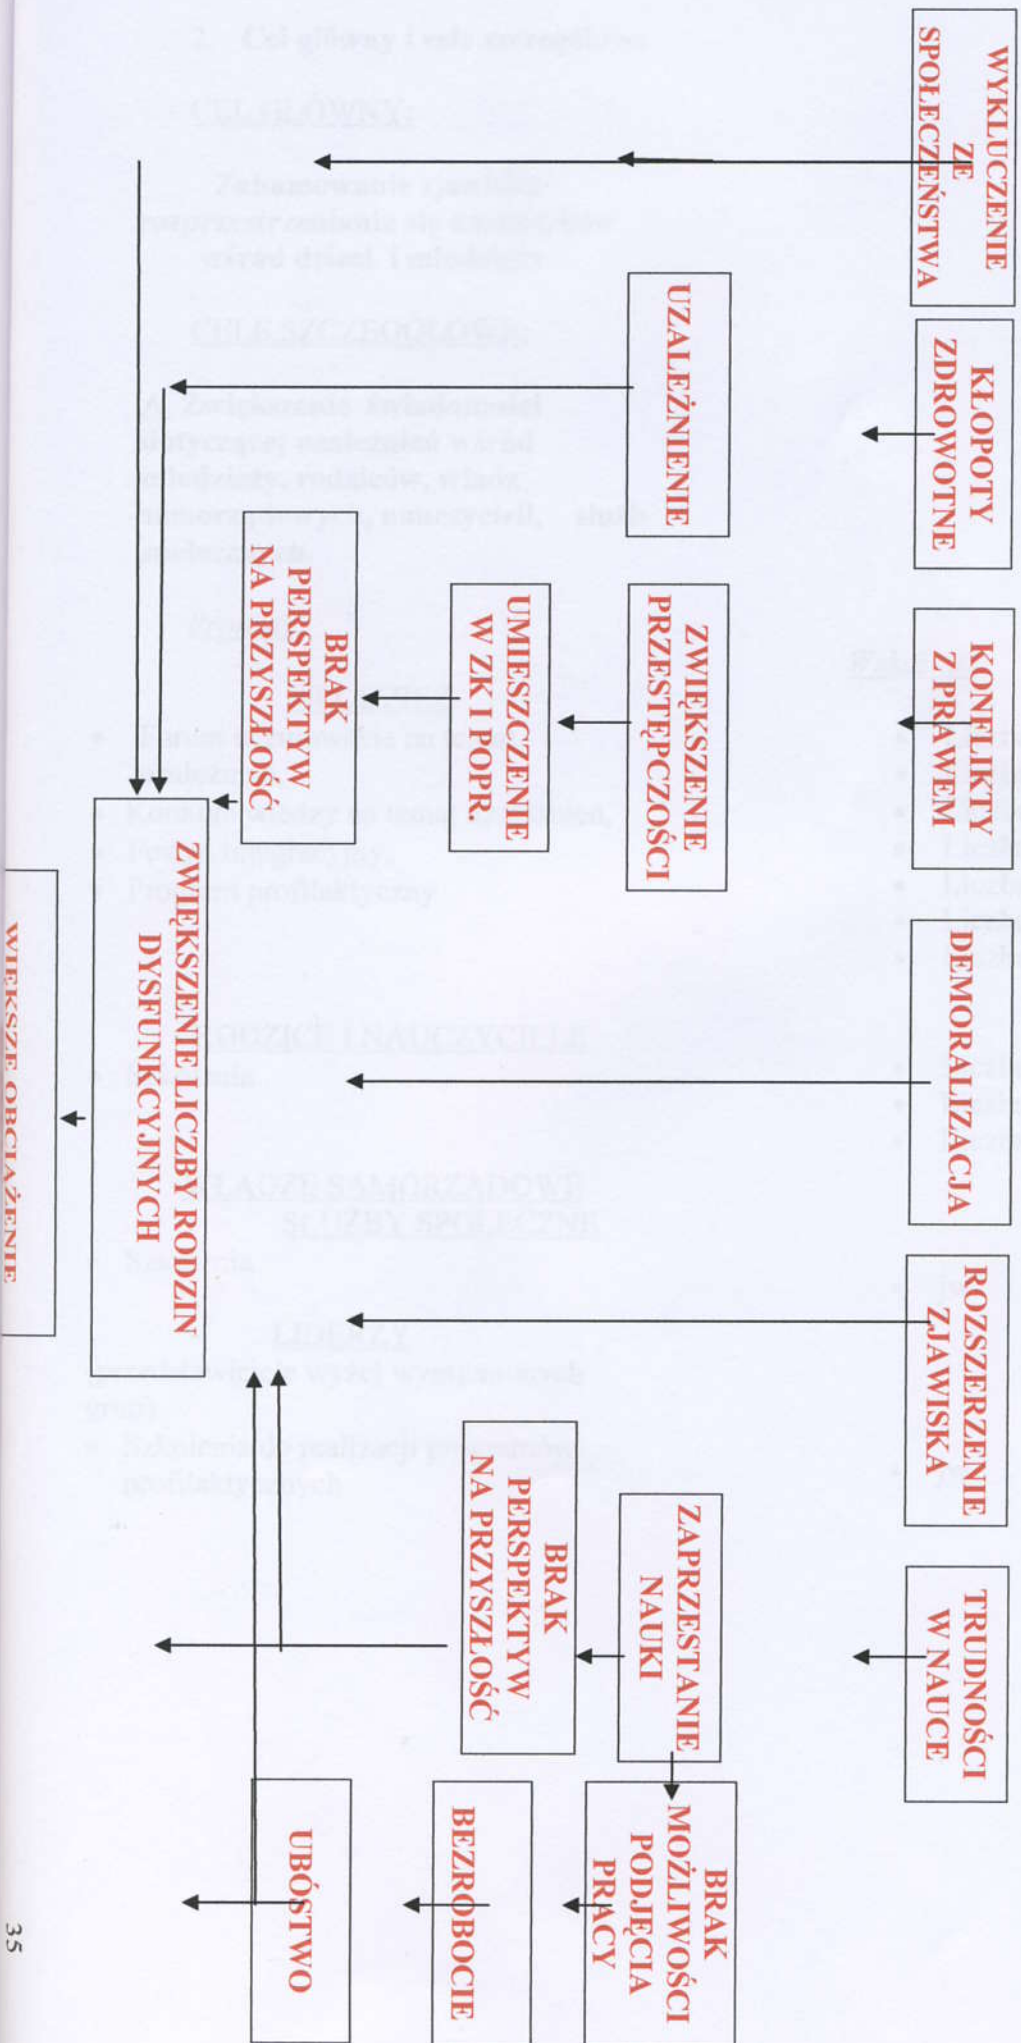 WYKLUCZENIE
ZE
SPOŁECZEŃSTWA
KŁOPOTY
ZDROWOTNE
KONFLIKTY
Z PRAWEM
DEMORALIZACJA
ROZSZERZENIE
ZJAWISKA
TRUDNOŚCI
W NAUCE
UZALEŻNIENIE
ZWIĘKSZENIE
PRZESTĘPCZOŚCI
ZAPRZESTANIE
NAUKI
BRAK
MOŻLIWOŚCI
PODJĘCIA
PRACY
UMIESZCZENIE
W ZK I POPR.
BRAK
PERSPEKTYW
NA PRZYSZŁOŚĆ
BEZROBOCIE
BRAK
PERSPEKTYW
NA PRZYSZŁOŚĆ
UBÓSTWO
ZWIĘKSZENIE LICZBY RODZIN
DYSFUNKCYJNYCH
WIĘKSZE OBCIĄŻENIE
35